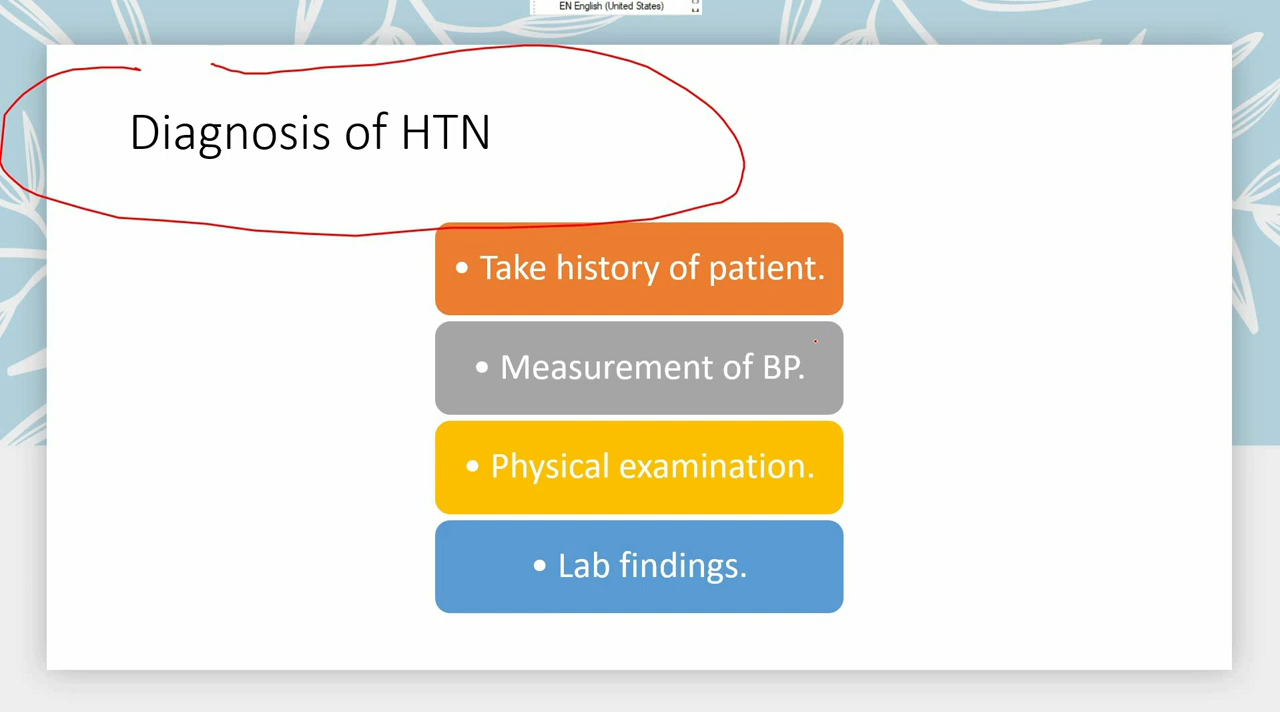 EN English (United States)
Diagnosis of HTN
• Take history of patient.
• Measurement of BP.
• Physical examination.
• Lab findings.